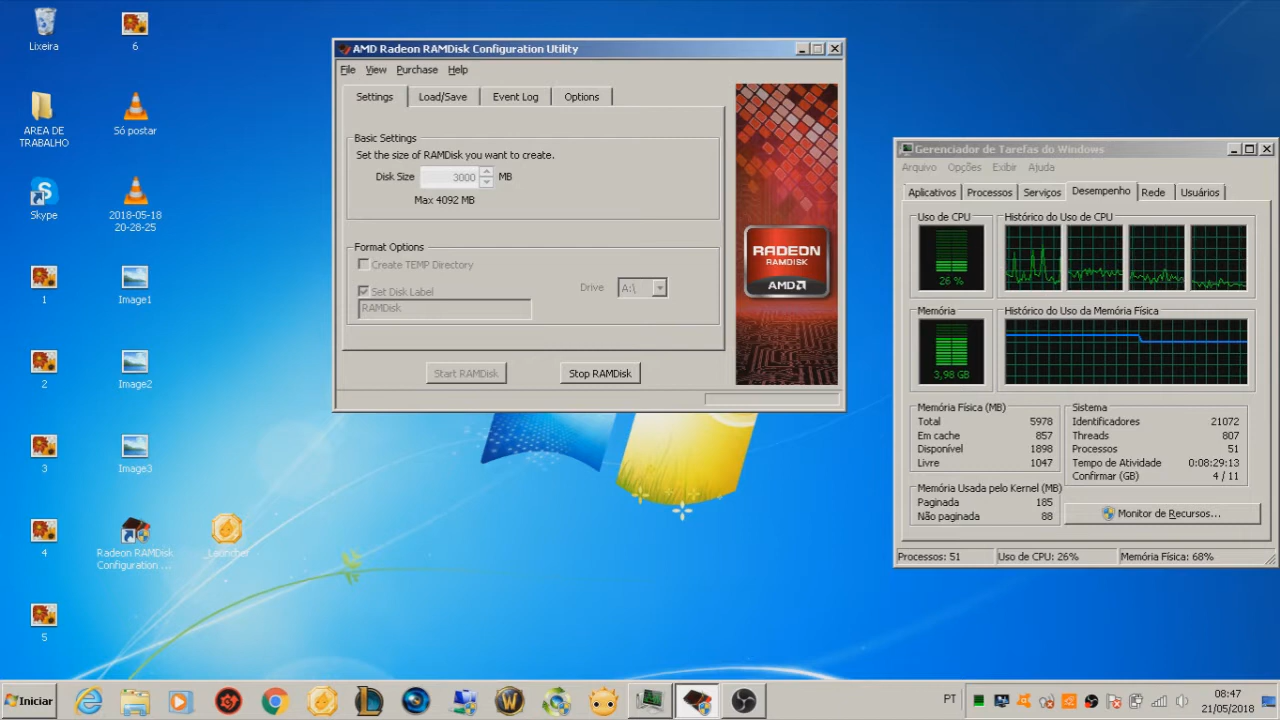 Lixeira
6
AREA DE
TRABALHO
Só postar
Skype
2018-05-18
20-28-25
1
Image1
2
Image2
3
Image3
4
Radeon RAMDisk
Configuration ...
_Launcher
5
AMD Radeon RAMDisk Configuration Utility
File View Purchase Help
Settings Load/Save Event Log Options
Basic Settings
Set the size of RAMDisk you want to create.
Disk Size 3000 MB
Max 4092 MB
Format Options
Create TEMP Directory
Set Disk Label
RAMDisk
Drive A:\
Start RAMDisk Stop RAMDisk
RADEON
RAMDISK
AMD
Gerenciador de Tarefas do Windows
Arquivo Opções Exibir Ajuda
Aplicativos Processos Serviços Desempenho Rede Usuários
Uso de CPU Histórico do Uso de CPU
26 %
Memória Histórico do Uso da Memória Física
3,98 GB
Memória Física (MB)
Total 5978
Em cache 857
Disponível 1898
Livre 1047
Memória Usada pelo Kernel (MB)
Paginada 185
Não paginada 88
Sistema
Identificadores 21072
Threads 807
Processos 51
Tempo de Atividade 0:08:29:13
Confirmar (GB) 4 / 11
Monitor de Recursos...
Processos: 51 Uso de CPU: 26% Memória Física: 68%
Iniciar
PT
08:47
21/05/2018